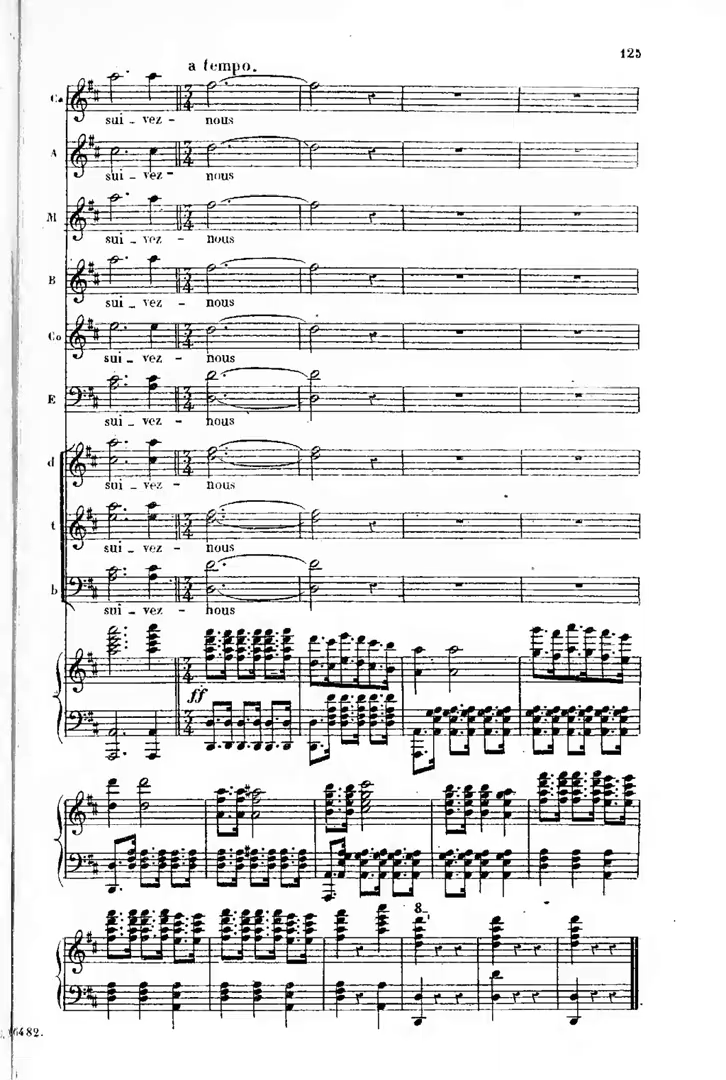 125
a tempo.
Ca
sui - vez - nous
A
sui - vez - nous
M
sui - vez - nous
B
sui - vez - nous
Co
sui - vez - nous
E
sui - vez - nous
d
sui - vez - nous
t
sui - vez - nous
b
sui - vez - nous
ff
8
6482.